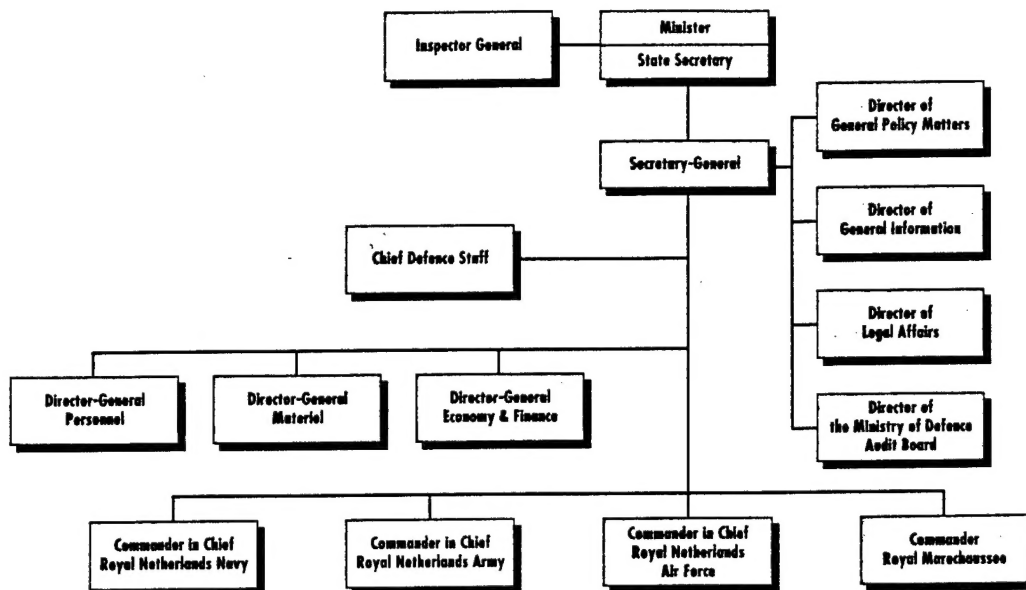 Inspector General
Minister
State Secretary
Secretary-General
Director of
General Policy Matters
Director of
General Information
Chief Defence Staff
Director of
Legal Affairs
Director-General
Personnel
Director-General
Materiel
Director-General
Economy & Finance
Director of
the Ministry of Defence
Audit Board
Commander in Chief
Royal Netherlands Navy
Commander in Chief
Royal Netherlands Army
Commander in Chief
Royal Netherlands
Air Force
Commander
Royal Marechaussee